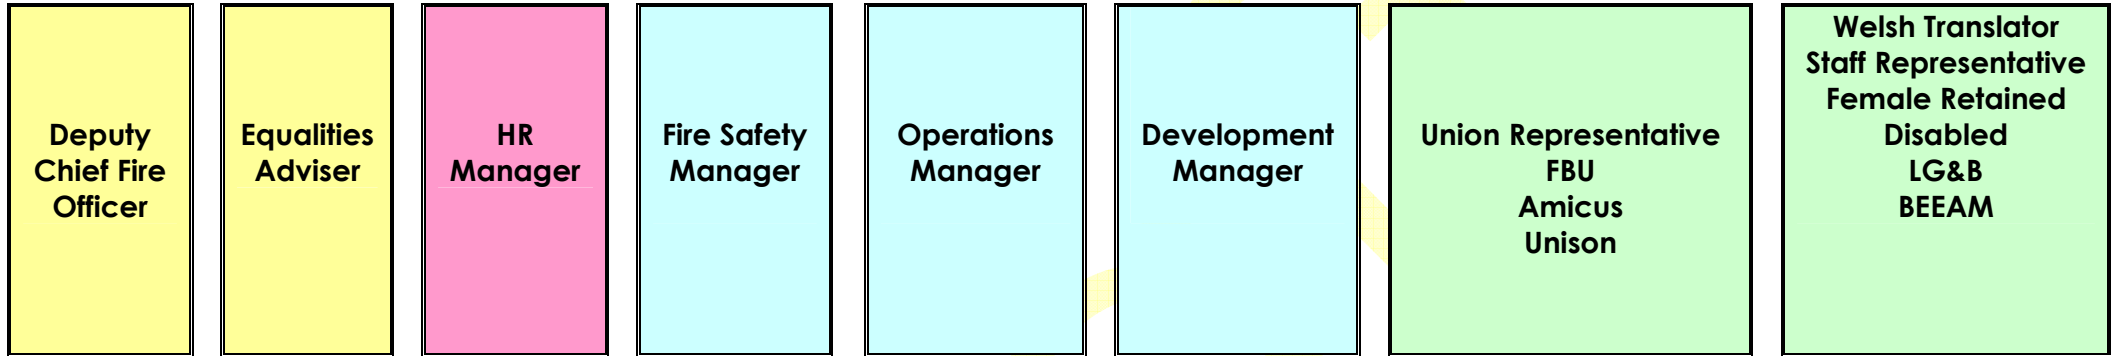 Deputy
Chief Fire
Officer
Equalities
Adviser
HR
Manager
Fire Safety
Manager
Operations
Manager
Development
Manager
Union Representative
FBU
Amicus
Unison
Welsh Translator
Staff Representative
Female Retained
Disabled
LG&B
BEEAM